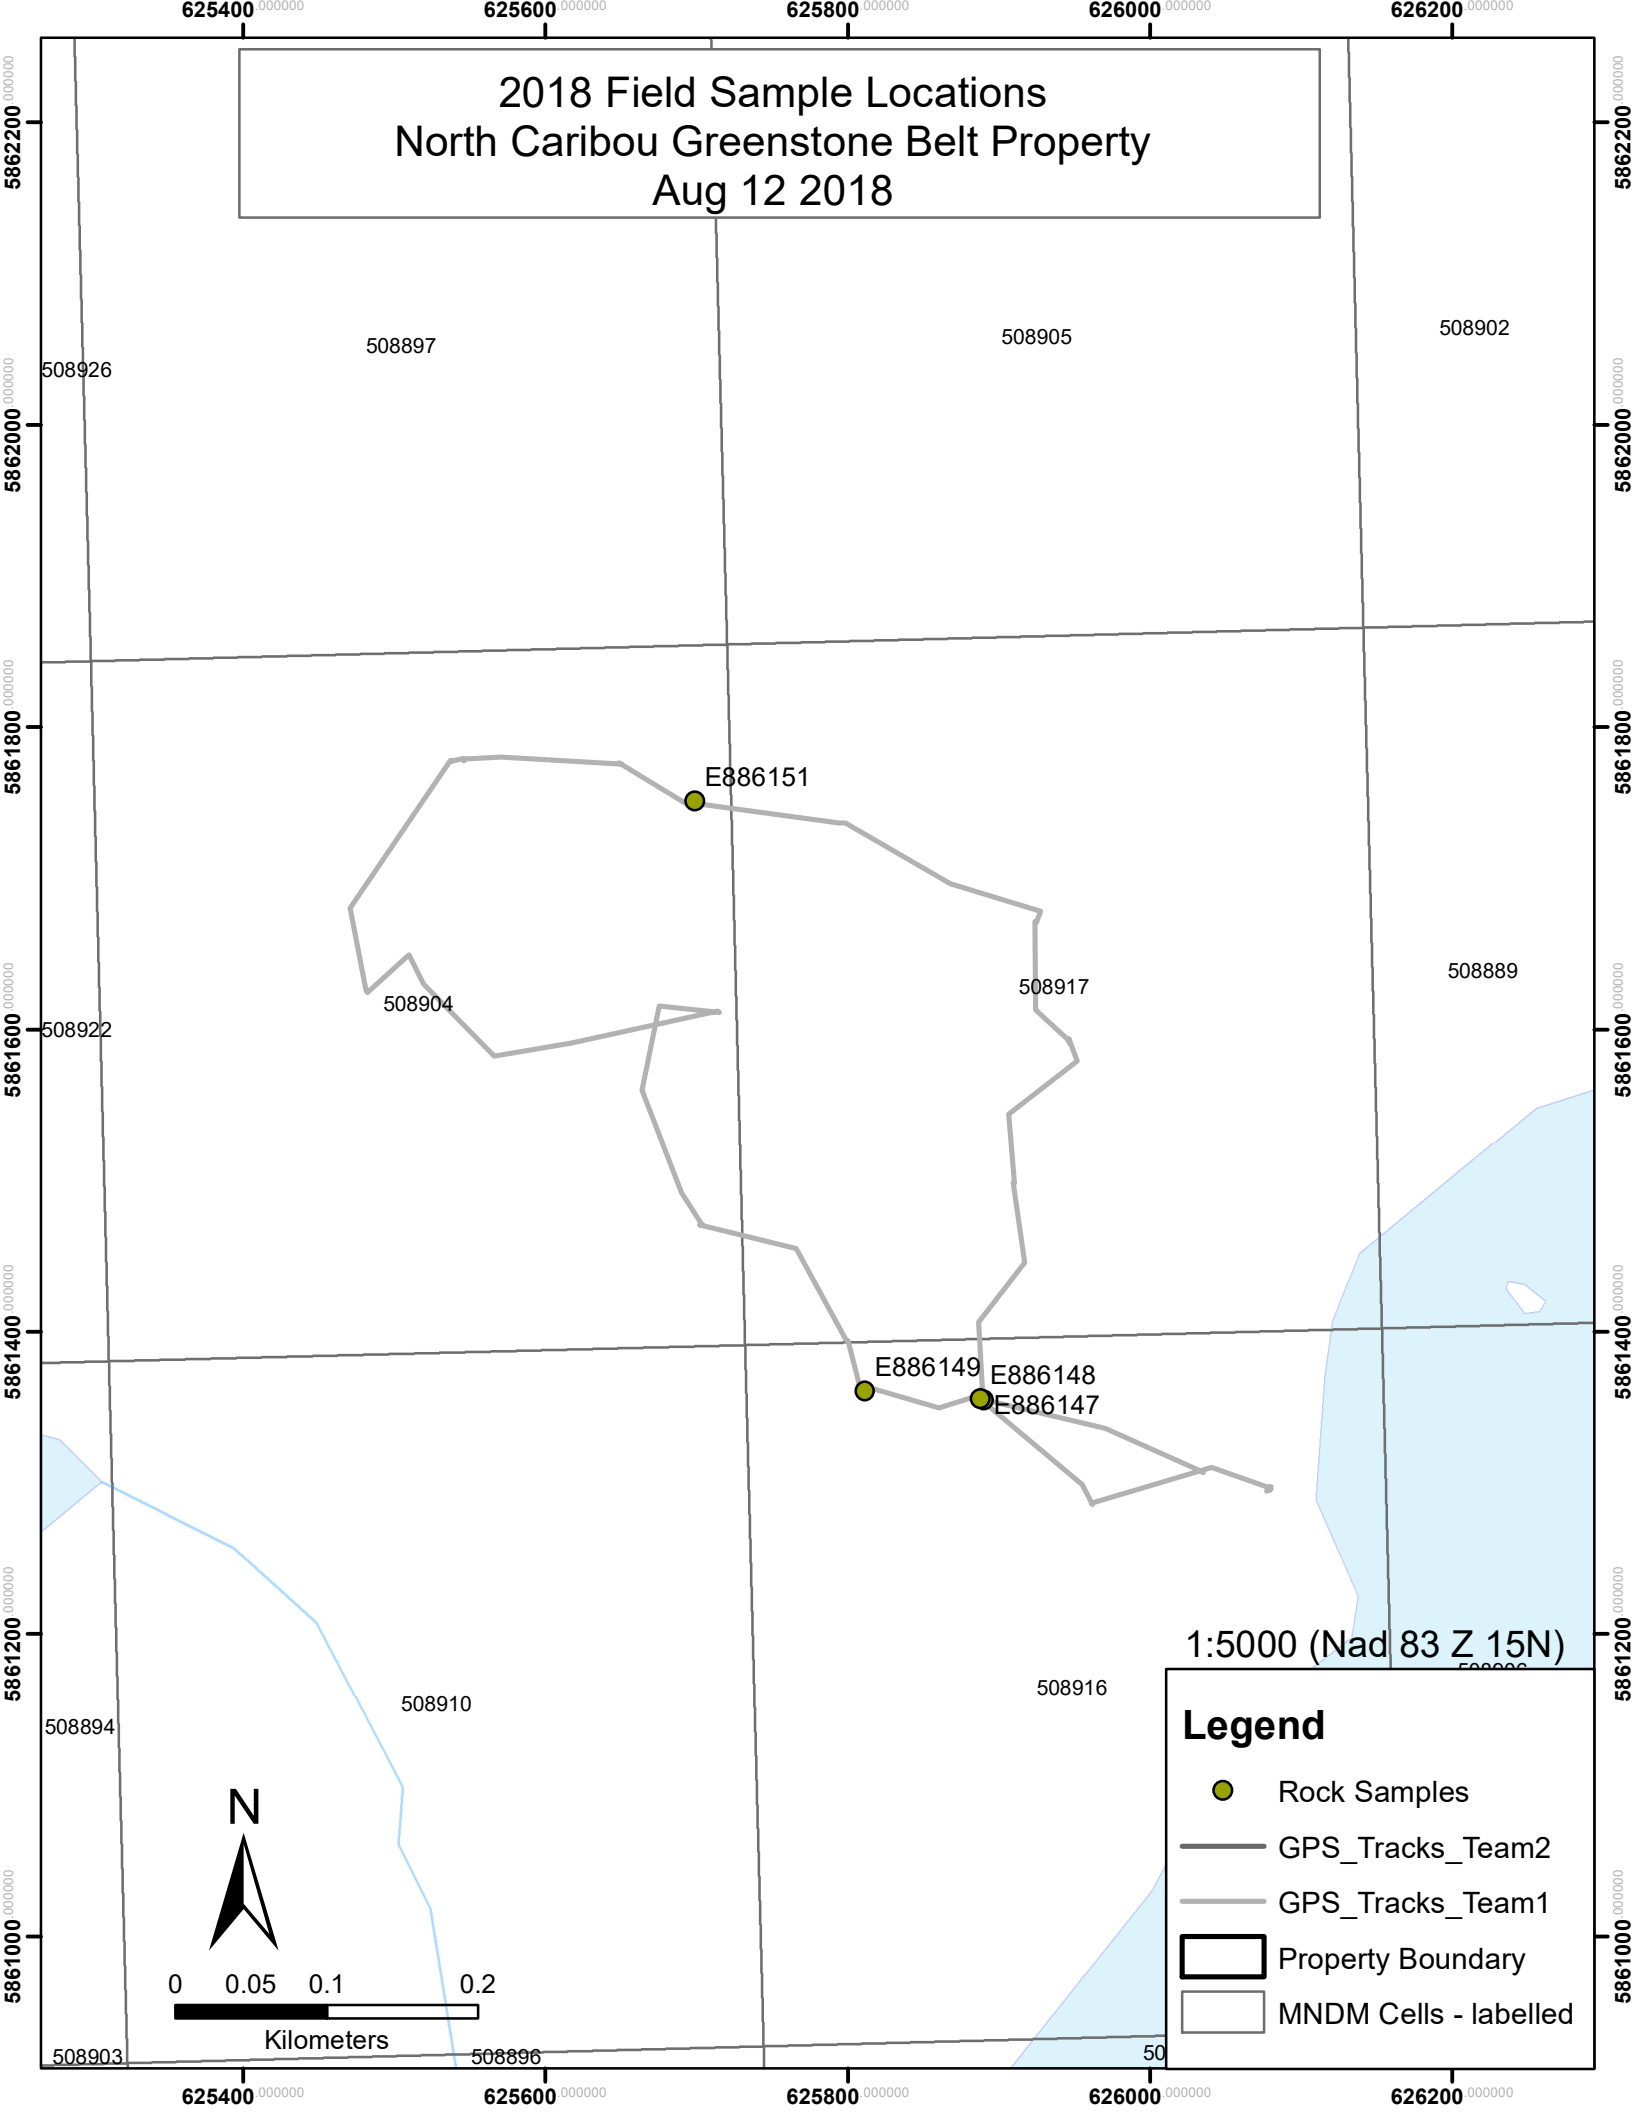 625400.000000 625600.000000 625800.000000 626000.000000 626200.000000
2018 Field Sample Locations
North Caribou Greenstone Belt Property
Aug 12 2018
5862200.000000 5862200.000000
508902
508905
508897
508926
5862000.000000 5862000.000000
5861800.000000 5861800.000000
E886151
508889
508917
508904
508922
5861600.000000 5861600.000000
5861400.000000 5861400.000000
E886149
E886148
E886147
5861200.000000 5861200.000000
1:5000 (Nad 83 Z 15N)
508916
508910
508894
Legend
Rock Samples
GPS_Tracks_Team2
GPS_Tracks_Team1
Property Boundary
MNDM Cells - labelled
N
5861000.000000 5861000.000000
0 0.05 0.1 0.2
Kilometers
508903
508896
50
625400.000000 625600.000000 625800.000000 626000.000000 626200.000000